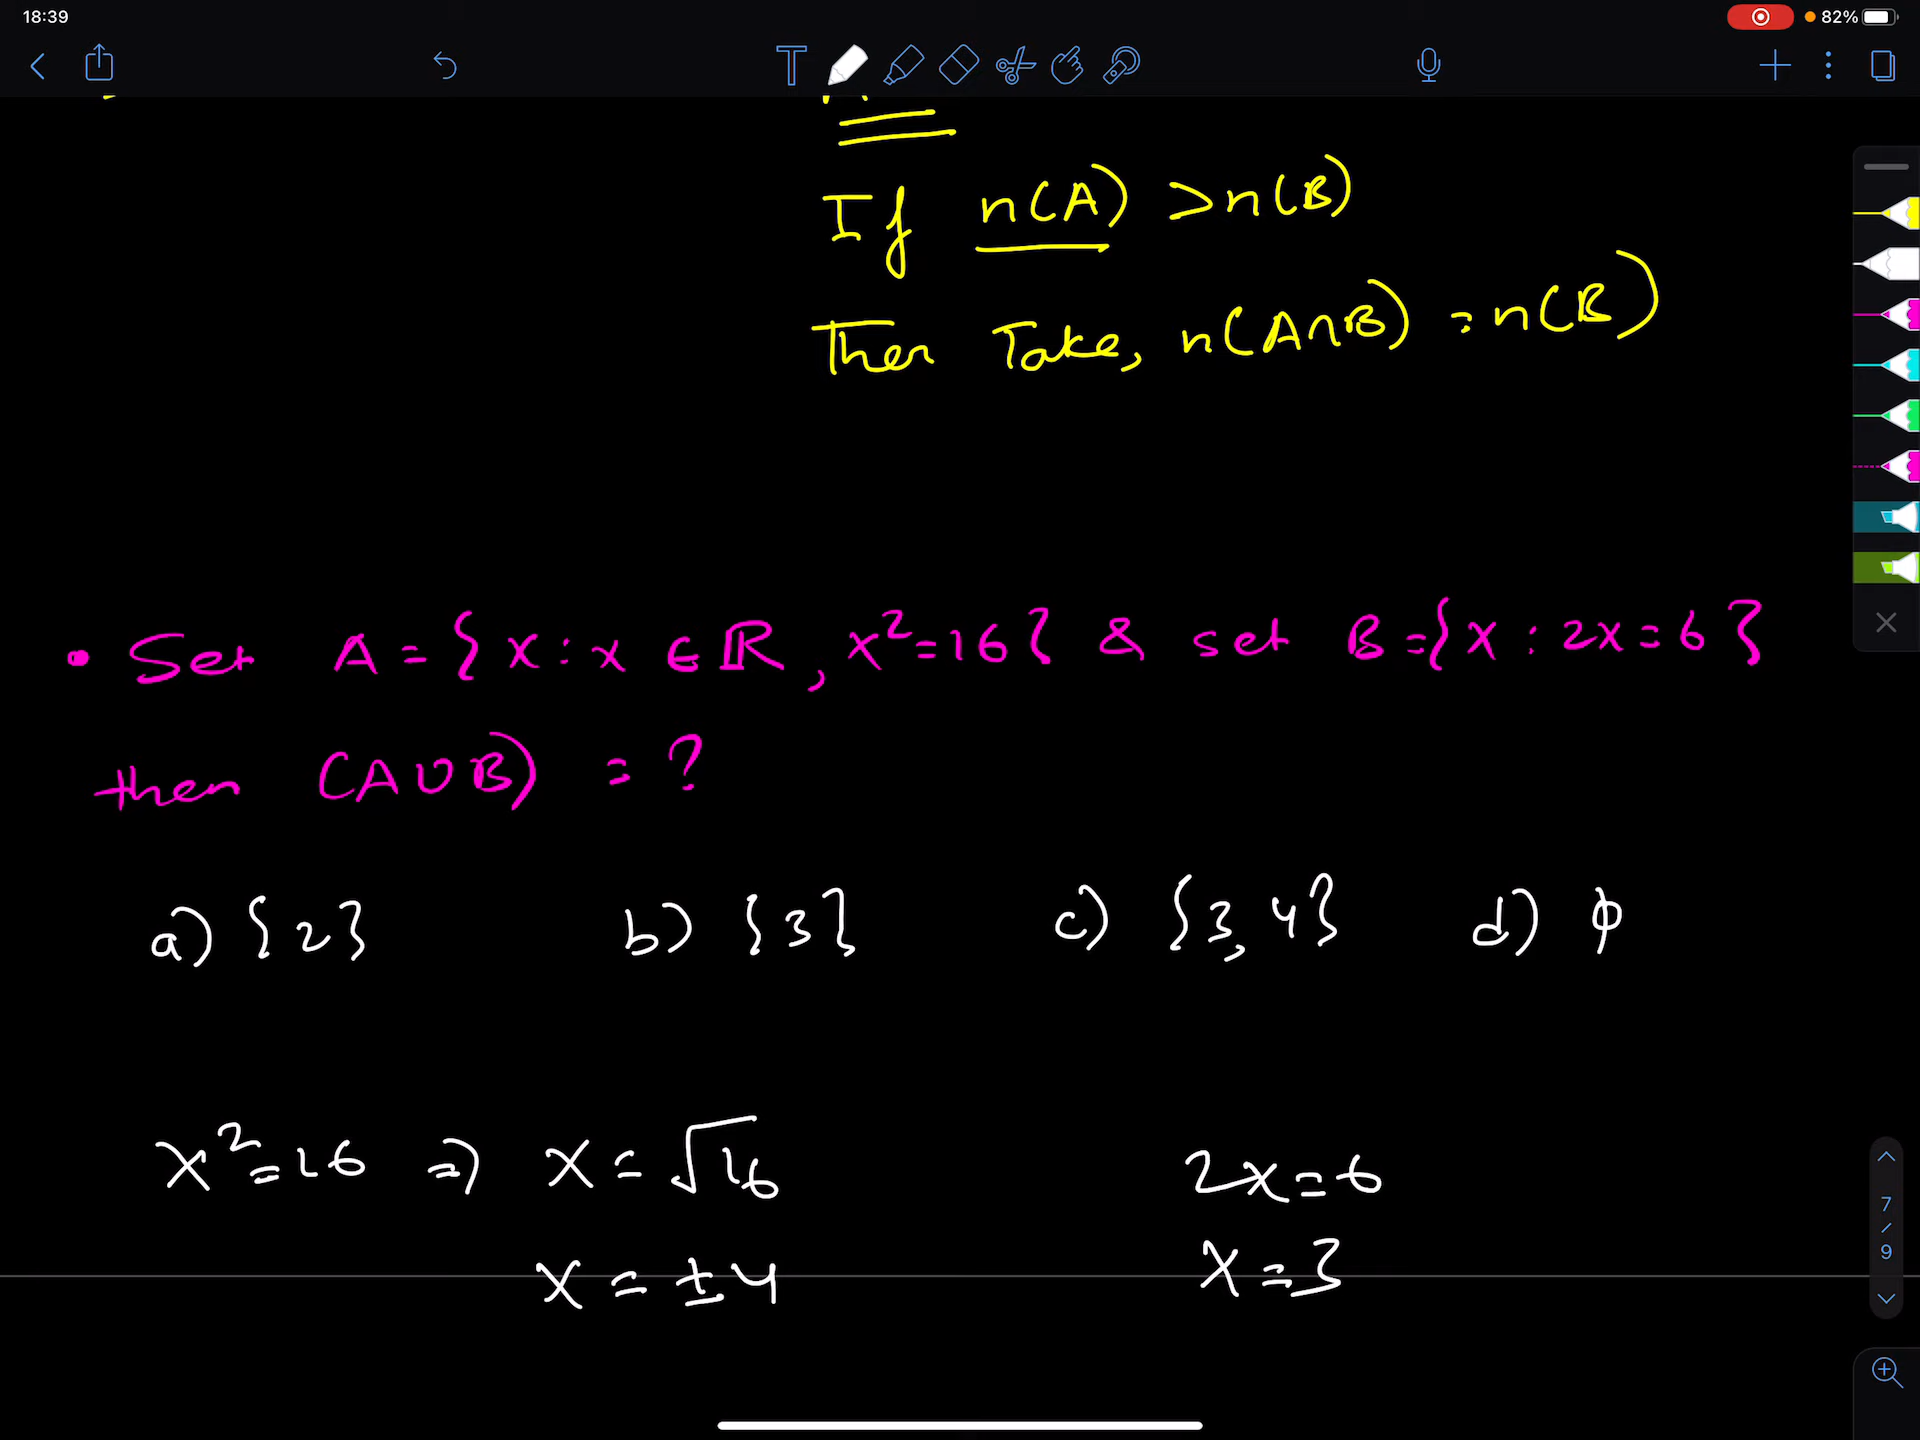 18:39
82%
T
If n(A) > n(B)
Then Take, n(A∩B) = n(B)
• Set A = { x : x ∈ ℝ, x² = 16 } & set B = { x : 2x = 6 }
then (A∪B) = ?
a) {2} b) {3} c) {3, 4} d) ϕ
x² = 16 ⇒ x = √16 2x = 6
x = ±4 x = 3
7
/
9